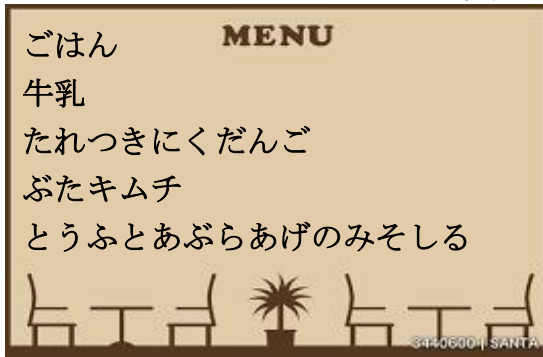 MENU
ごはん
牛乳
たれつきにくだんご
ぶたキムチ
とうふとあぶらあげのみそしる
3440600 | SANTA